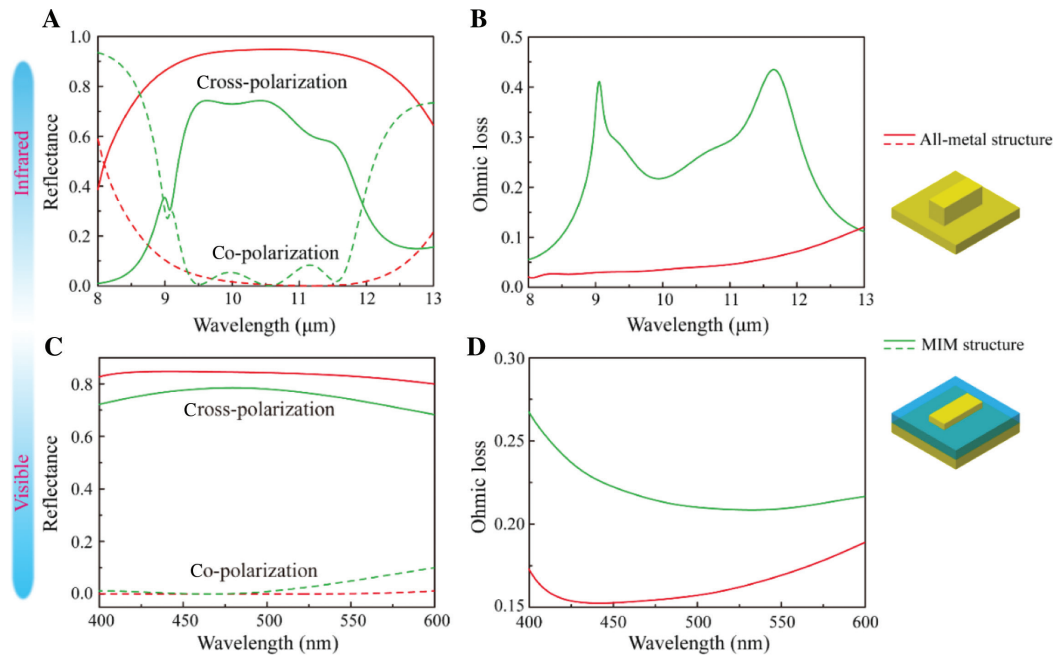 A
B
1.0
0.8
0.6
0.4
0.2
0.0
Reflectance
Cross-polarization
Co-polarization
8
9
10
11
12
13
Wavelength (μm)
0.5
0.4
0.3
0.2
0.1
0.0
Ohmic loss
8
9
10
11
12
13
Wavelength (μm)
Infrared
All-metal structure
C
D
0.8
0.6
0.4
0.2
0.0
Reflectance
Cross-polarization
Co-polarization
400
450
500
550
600
Wavelength (nm)
0.30
0.25
0.20
0.15
Ohmic loss
400
450
500
550
600
Wavelength (nm)
Visible
MIM structure